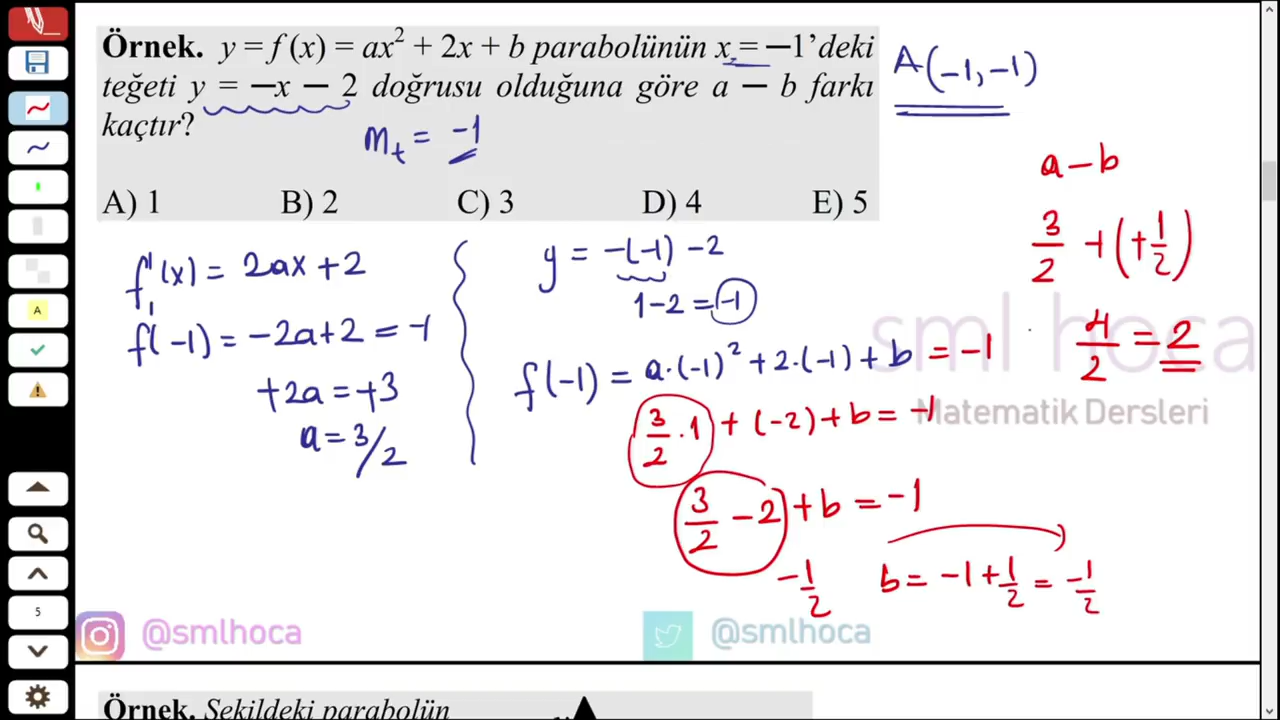 Örnek. y = f(x) = ax² + 2x + b parabolünün x = −1'deki
teğeti y = −x − 2 doğrusu olduğuna göre a − b farkı
kaçtır?
m_t = -1
A) 1 B) 2 C) 3 D) 4 E) 5
A(-1,-1)
f'(x) = 2ax+2
f'(-1) = -2a+2 = -1
+2a = +3
a = 3/2
y = -(-1) -2
1-2 = -1
f(-1) = a·(-1)² + 2·(-1) + b = -1
3/2 · 1 + (-2) + b = -1
3/2 - 2 + b = -1
-1/2
b = -1 + 1/2 = -1/2
a - b
3/2 + (+1/2)
4/2 = 2
sml hoca
Matematik Dersleri
@smlhoca
@smlhoca
A
5
Örnek. Şekildeki parabolün